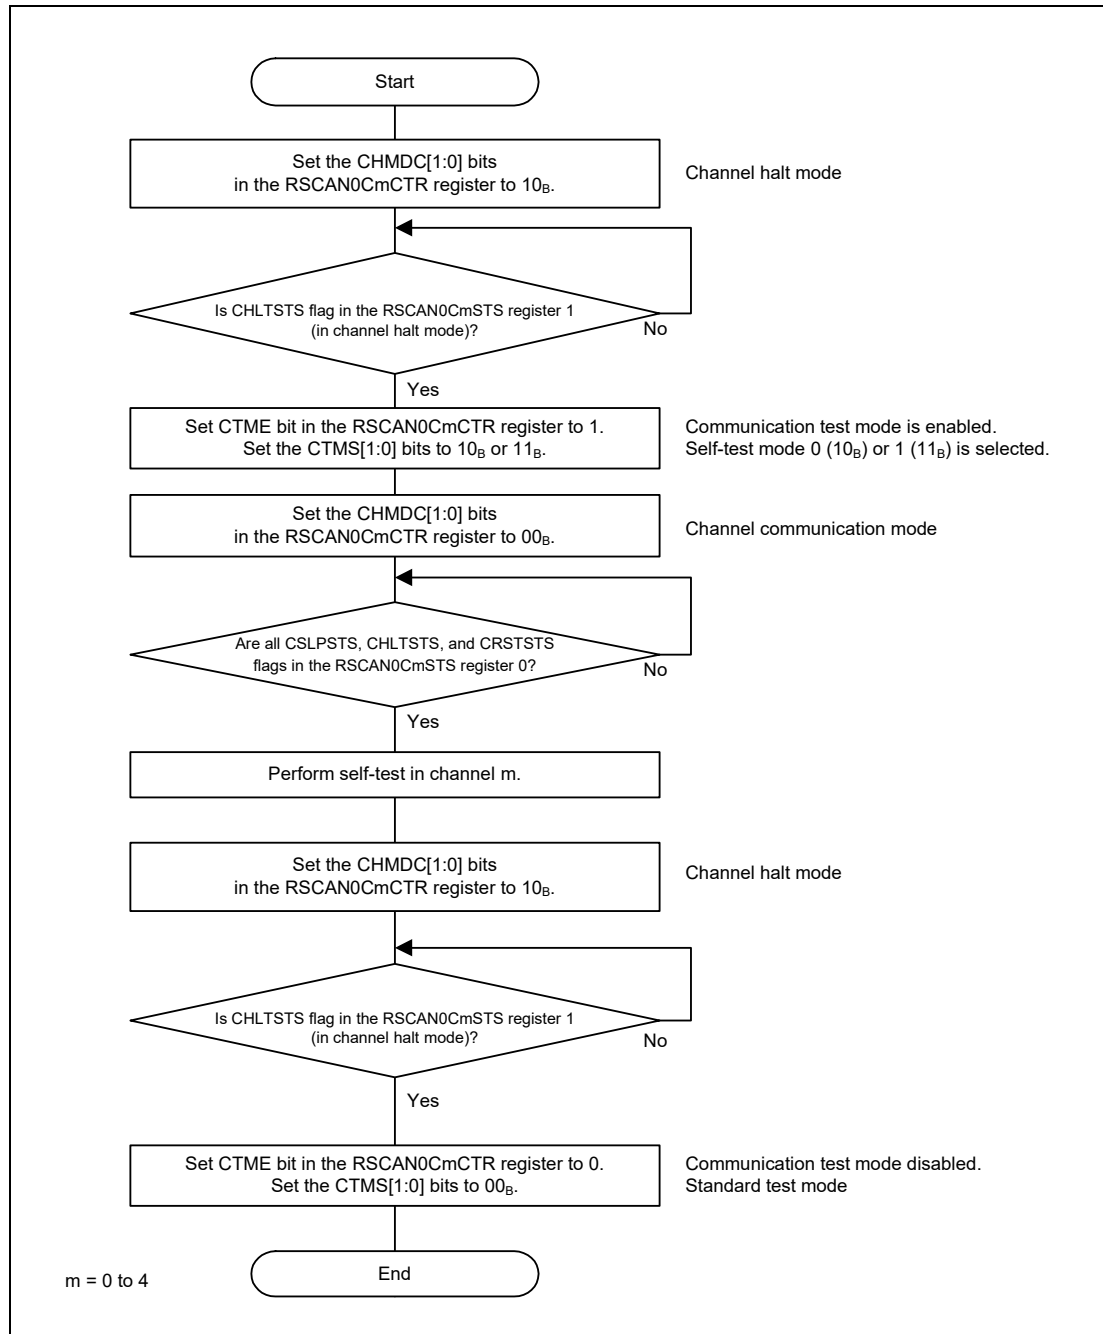 Start
Set the CHMDC[1:0] bits
in the RSCAN0CmCTR register to 10B.
Channel halt mode
Is CHLTSTS flag in the RSCAN0CmSTS register 1
(in channel halt mode)?
No
Yes
Set CTME bit in the RSCAN0CmCTR register to 1.
Set the CTMS[1:0] bits to 10B or 11B.
Communication test mode is enabled.
Self-test mode 0 (10B) or 1 (11B) is selected.
Set the CHMDC[1:0] bits
in the RSCAN0CmCTR register to 00B.
Channel communication mode
Are all CSLPSTS, CHLTSTS, and CRSTSTS
flags in the RSCAN0CmSTS register 0?
No
Yes
Perform self-test in channel m.
Set the CHMDC[1:0] bits
in the RSCAN0CmCTR register to 10B.
Channel halt mode
Is CHLTSTS flag in the RSCAN0CmSTS register 1
(in channel halt mode)?
No
Yes
Set CTME bit in the RSCAN0CmCTR register to 0.
Set the CTMS[1:0] bits to 00B.
Communication test mode disabled.
Standard test mode
End
m = 0 to 4